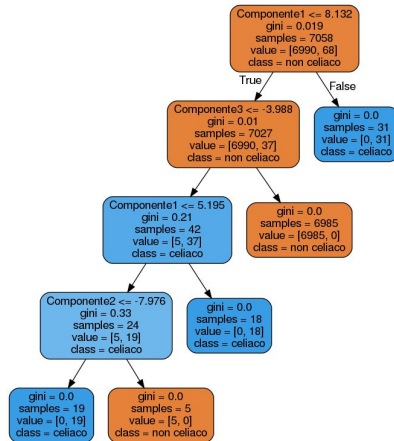 Componente1 <= 8.132
gini = 0.019
samples = 7058
value = [6990, 68]
class = non celiaco
True
False
Componente3 <= -3.988
gini = 0.01
samples = 7027
value = [6990, 37]
class = non celiaco
gini = 0.0
samples = 31
value = [0, 31]
class = celiaco
Componente1 <= 5.195
gini = 0.21
samples = 42
value = [5, 37]
class = celiaco
gini = 0.0
samples = 6985
value = [6985, 0]
class = non celiaco
Componente2 <= -7.976
gini = 0.33
samples = 24
value = [5, 19]
class = celiaco
gini = 0.0
samples = 18
value = [0, 18]
class = celiaco
gini = 0.0
samples = 19
value = [0, 19]
class = celiaco
gini = 0.0
samples = 5
value = [5, 0]
class = non celiaco